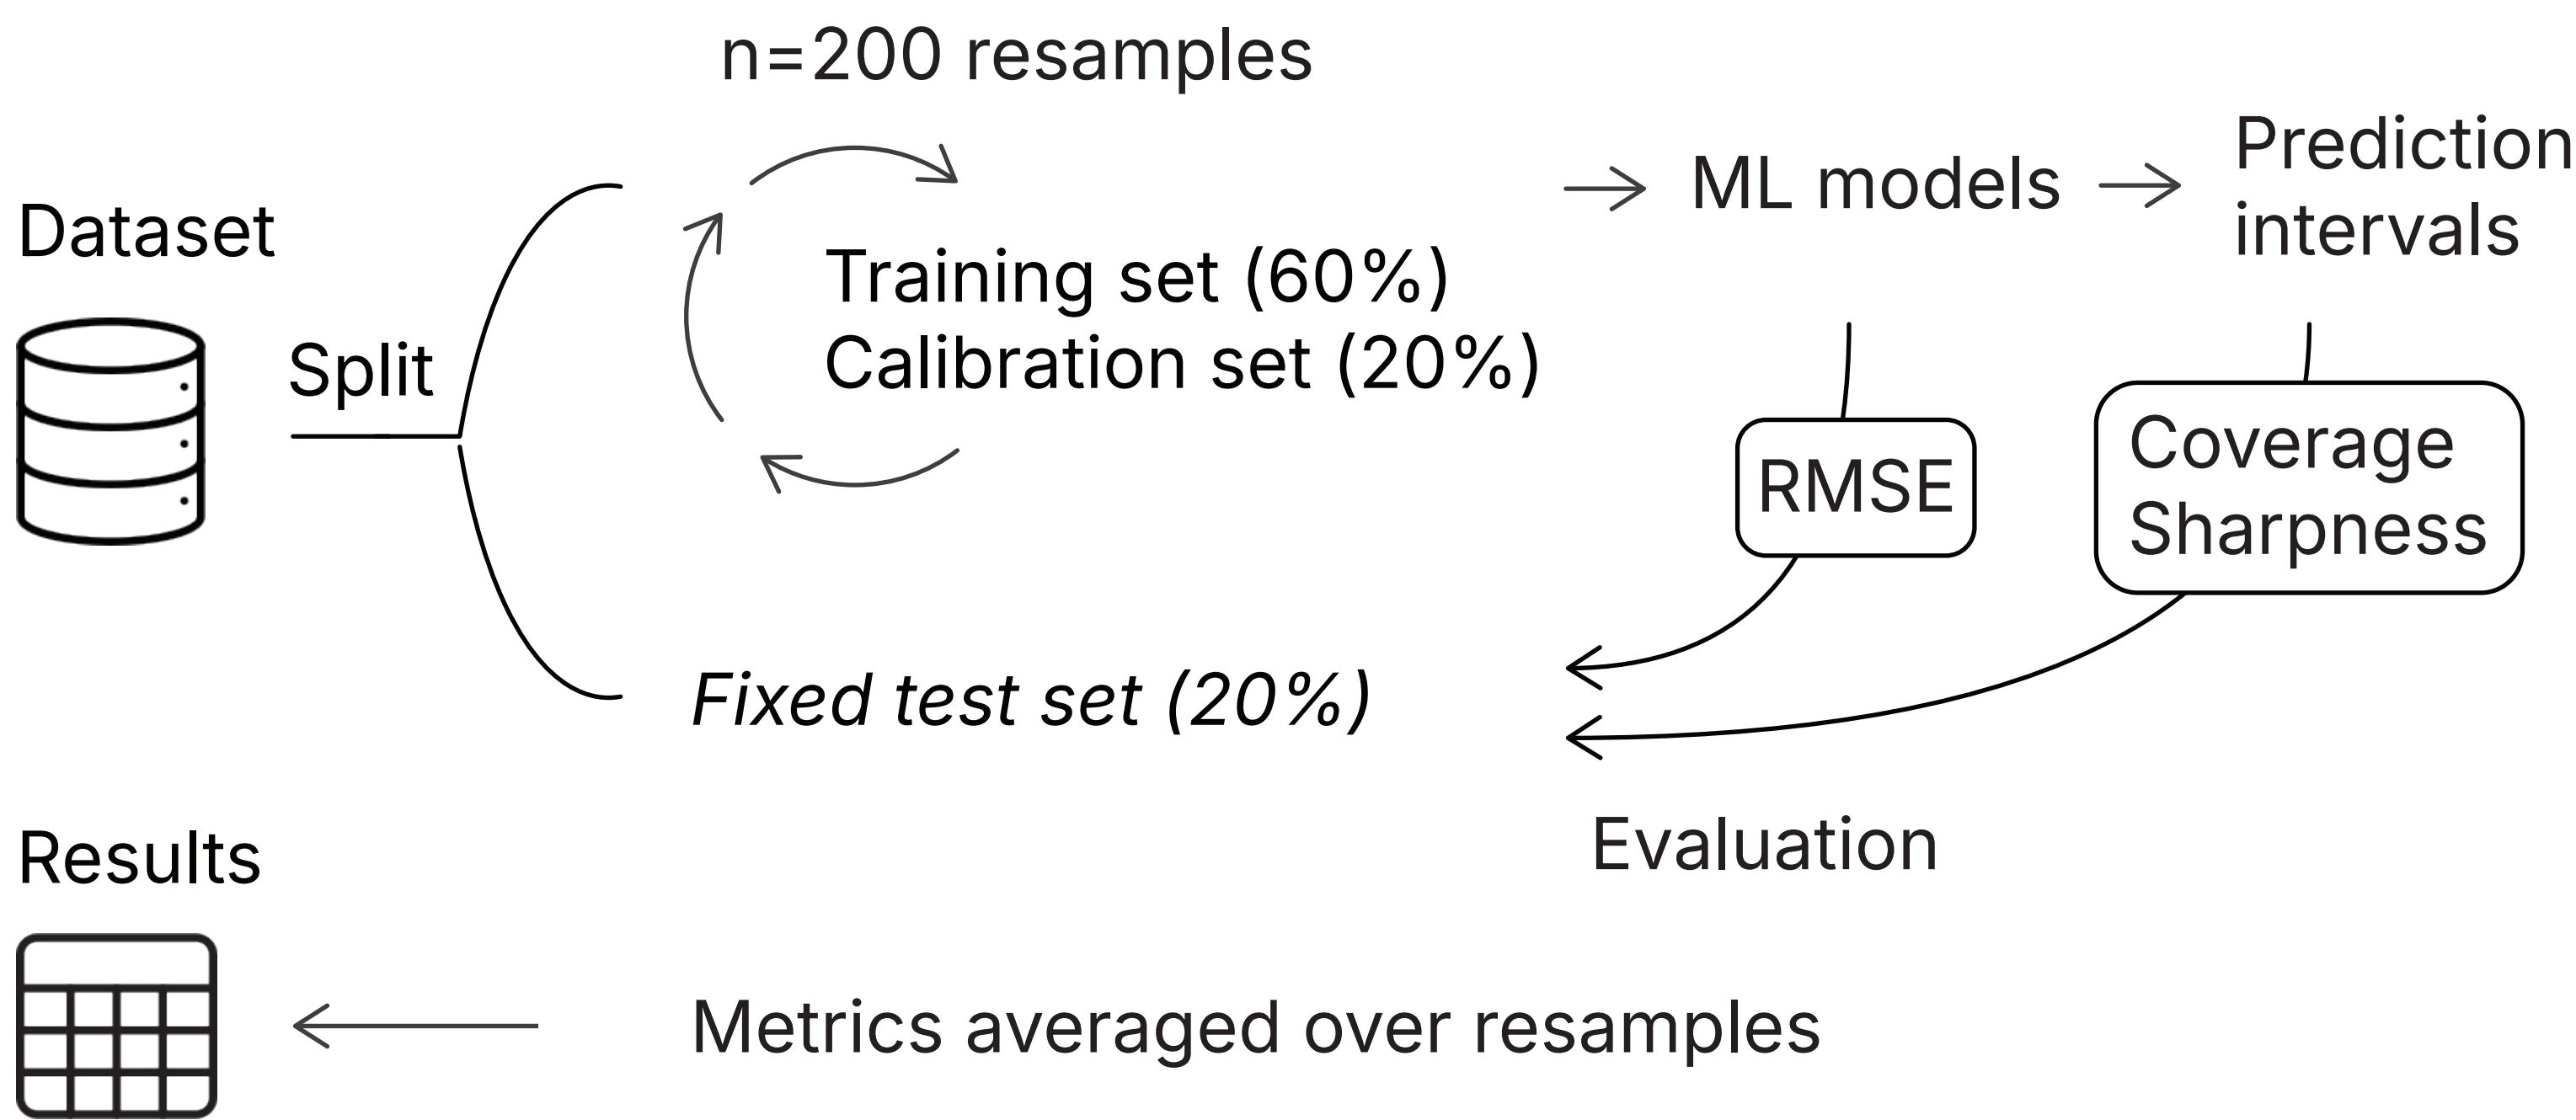 n=200 resamples
Dataset
Split
Training set (60%)
Calibration set (20%)
ML models
Prediction
intervals
RMSE
Coverage
Sharpness
Fixed test set (20%)
Evaluation
Results
Metrics averaged over resamples